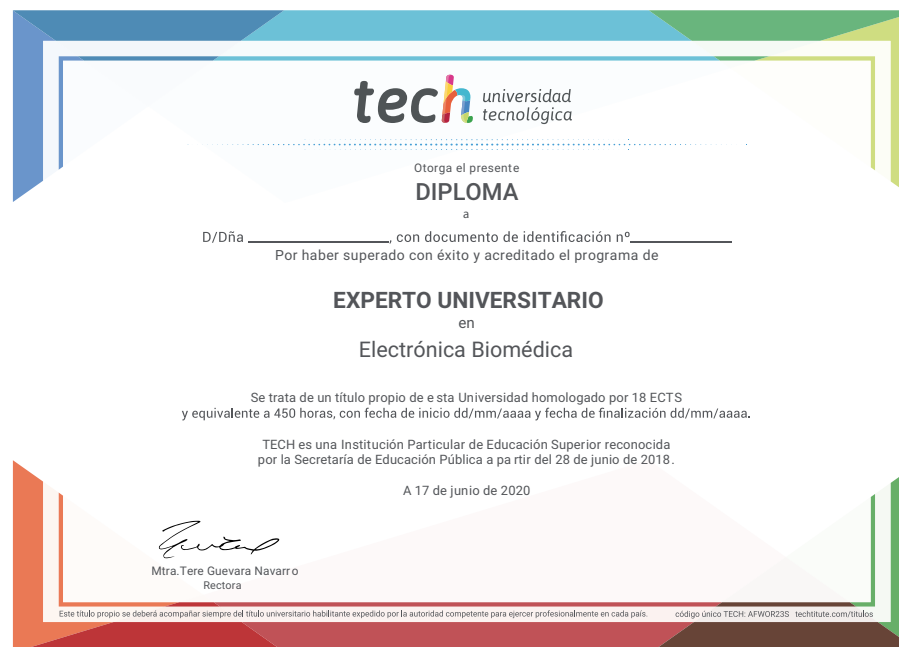 tech universidad
tecnológica
Otorga el presente
DIPLOMA
a
D/Dña ____________, con documento de identificación nº____________
Por haber superado con éxito y acreditado el programa de
EXPERTO UNIVERSITARIO
en
Electrónica Biomédica
Se trata de un título propio de e sta Universidad homologado por 18 ECTS
y equivalente a 450 horas, con fecha de inicio dd/mm/aaaa y fecha de finalización dd/mm/aaaa.
TECH es una Institución Particular de Educación Superior reconocida
por la Secretaría de Educación Pública a pa rtir del 28 de junio de 2018.
A 17 de junio de 2020
Mtra.Tere Guevara Navarro
Rectora
Este título propio se deberá acompañar siempre del título universitario habilitante expedido por la autoridad competente para ejercer profesionalmente en cada país. código único TECH: AFWOR23S techtitute.com/titulos